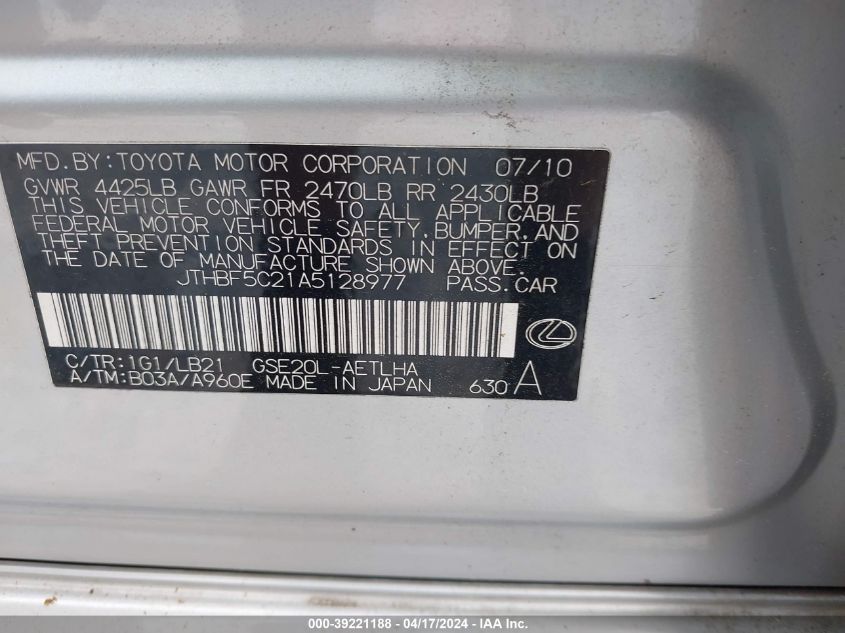 MFD.BY:TOYOTA MOTOR CORPORATION 07/10
GVWR 4425LB GAWR FR 2470LB RR 2430LB
THIS VEHICLE CONFORMS TO ALL APPLICABLE
FEDERAL MOTOR VEHICLE SAFETY,BUMPER,AND
THEFT PREVENTION STANDARDS IN EFFECT ON
THE DATE OF MANUFACTURE SHOWN ABOVE.
JTHBF5C21A5128977 PASS.CAR
C/TR:1G1/LB21 GSE20L-AETLHA
A/TM:B03A/A960E MADE IN JAPAN 630 A
000-39221188 - 04/17/2024 - IAA Inc.